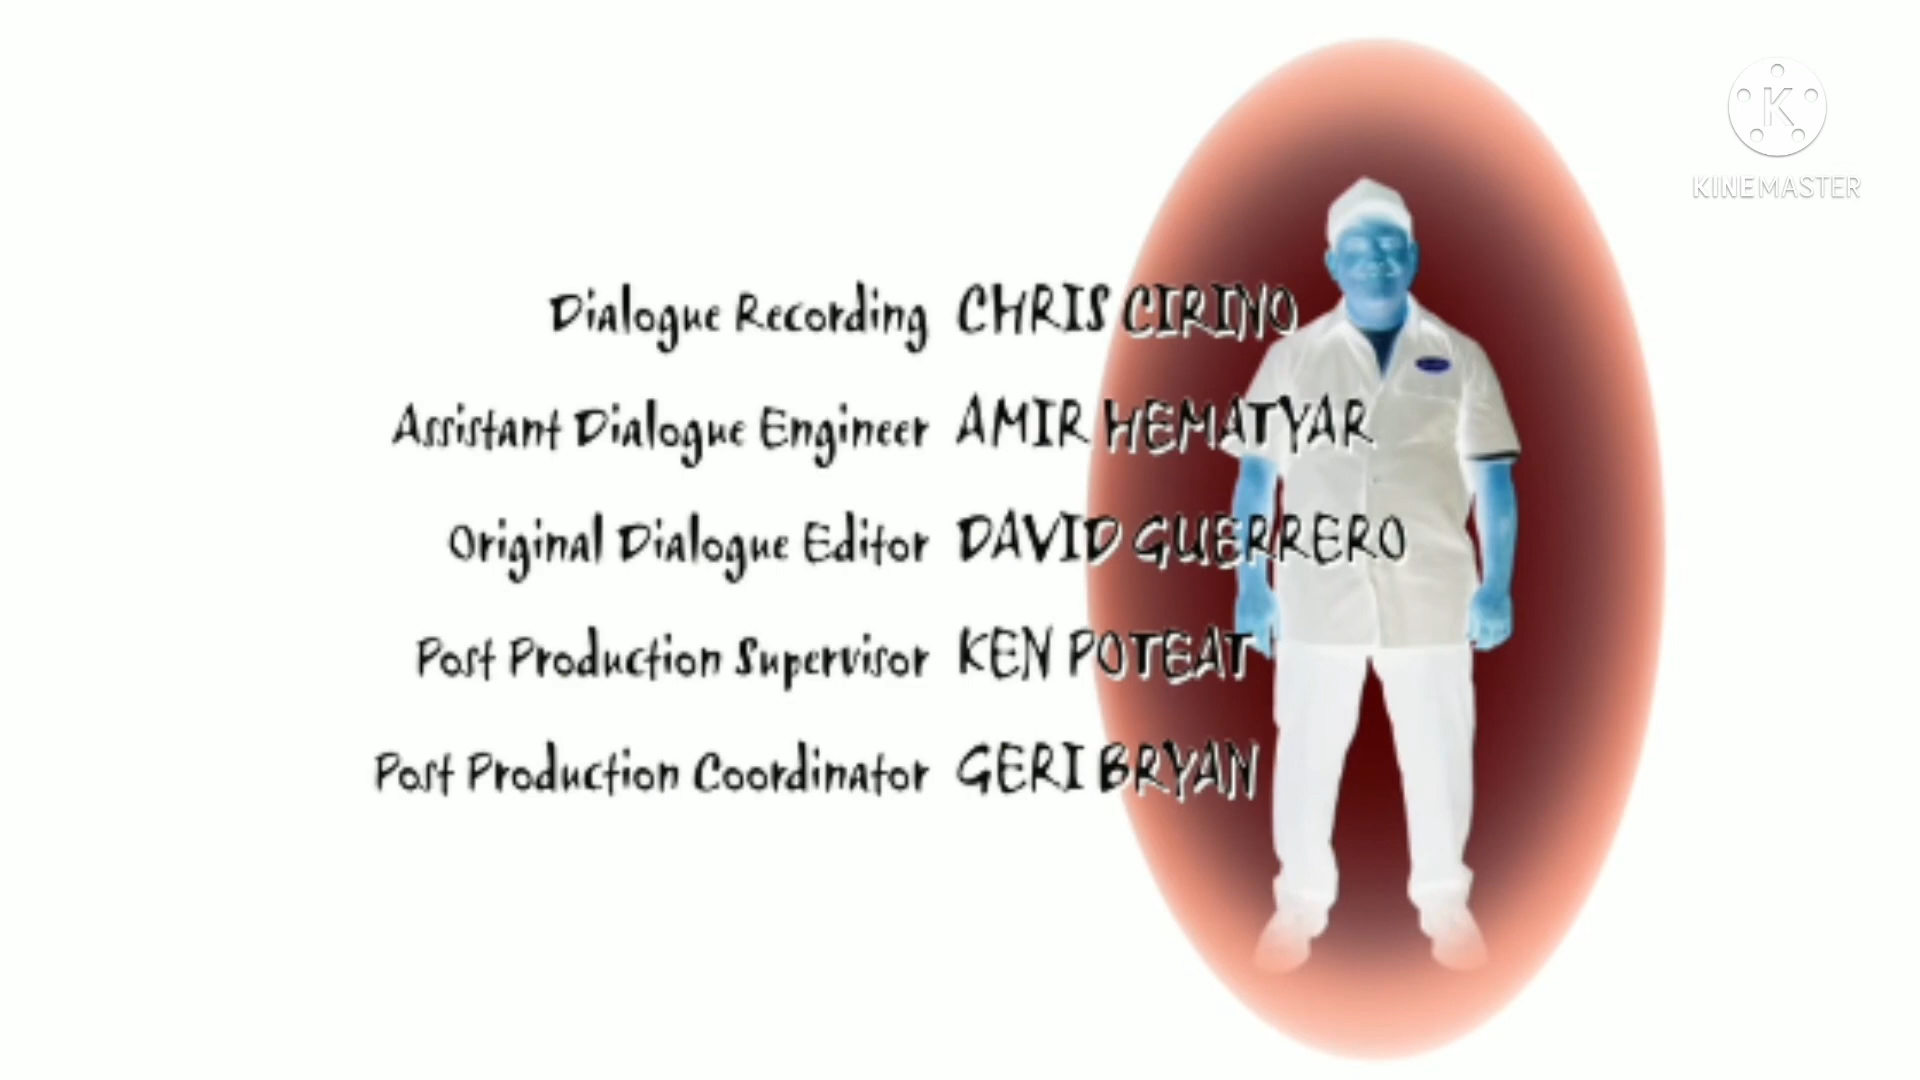 KINEMASTER
Dialogue Recording CHRIS CIRINO
Assistant Dialogue Engineer AMIR HEMATYAR
Original Dialogue Editor DAVID GUERRERO
Post Production Supervisor KEN POTEAT
Post Production Coordinator GERI BRYAN